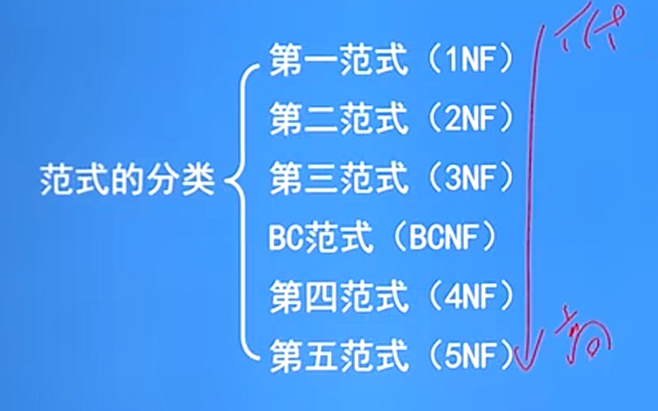 第一范式（1NF）
第二范式（2NF）
第三范式（3NF）
范式的分类
BC范式（BCNF）
第四范式（4NF）
第五范式（5NF）
低
高